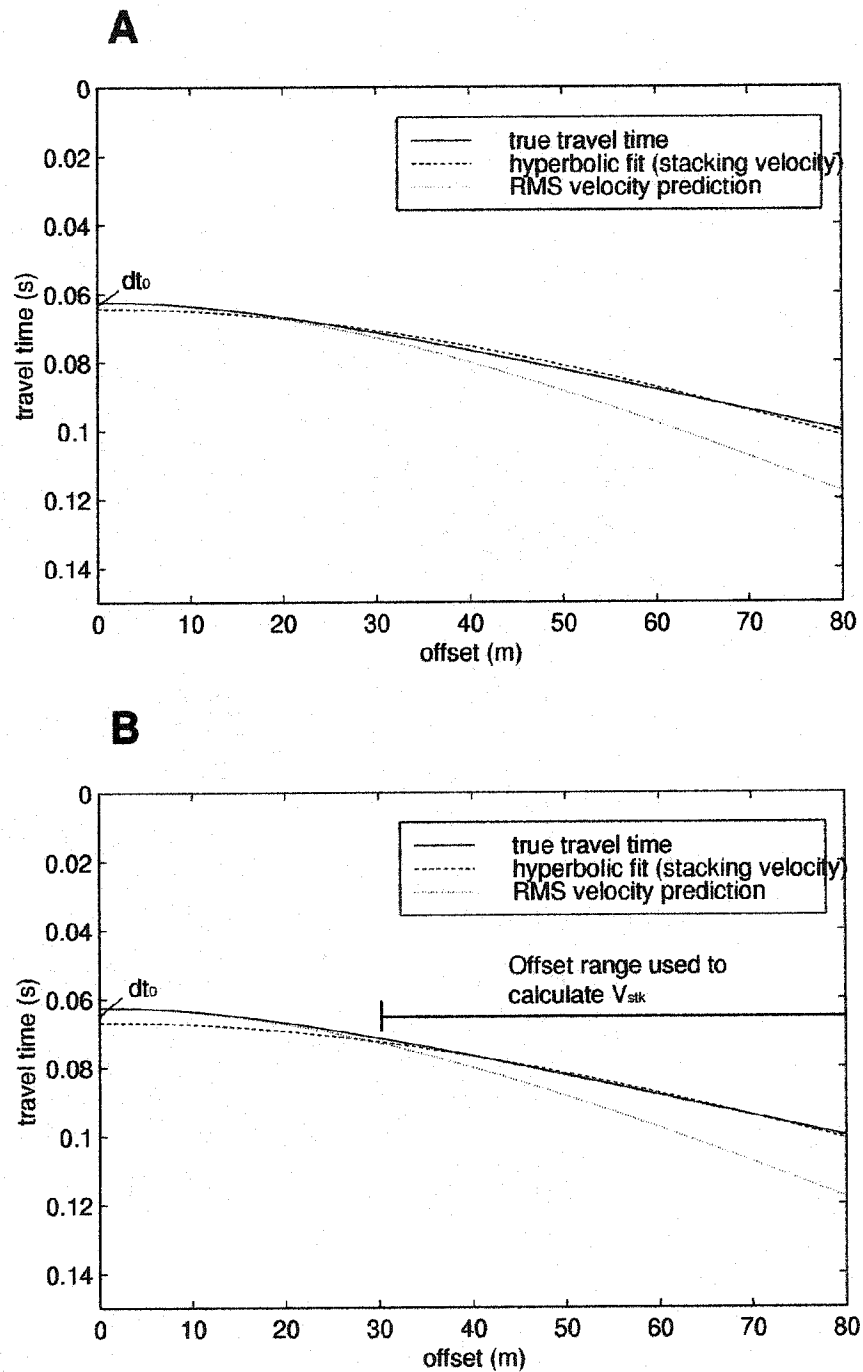 A
0
0.02
0.04
0.06
0.08
0.1
0.12
0.14
travel time (s)
true travel time
hyperbolic fit (stacking velocity)
RMS velocity prediction
dt₀
0 10 20 30 40 50 60 70 80
offset (m)
B
0
0.02
0.04
0.06
0.08
0.1
0.12
0.14
travel time (s)
true travel time
hyperbolic fit (stacking velocity)
RMS velocity prediction
Offset range used to
calculate Vstk
dt₀
0 10 20 30 40 50 60 70 80
offset (m)